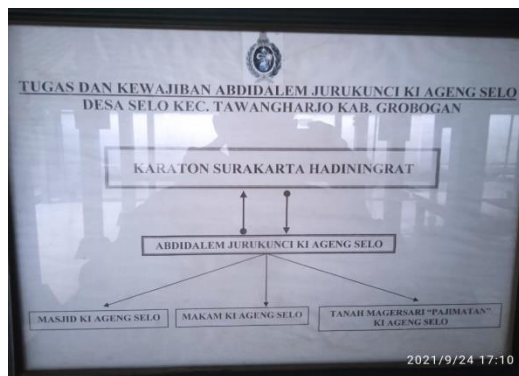 TUGAS DAN KEWAJIBAN ABDIDALEM JURUKUNCI KI AGENG SELO
DESA SELO KEC. TAWANGHARJO KAB. GROBOGAN
KARATON SURAKARTA HADININGRAT
ABDIDALEM JURUKUNCI KI AGENG SELO
MASJID KI AGENG SELO
MAKAM KI AGENG SELO
TANAH MAGERSARI "PAJIMATAN"
KI AGENG SELO
2021/9/24 17:10